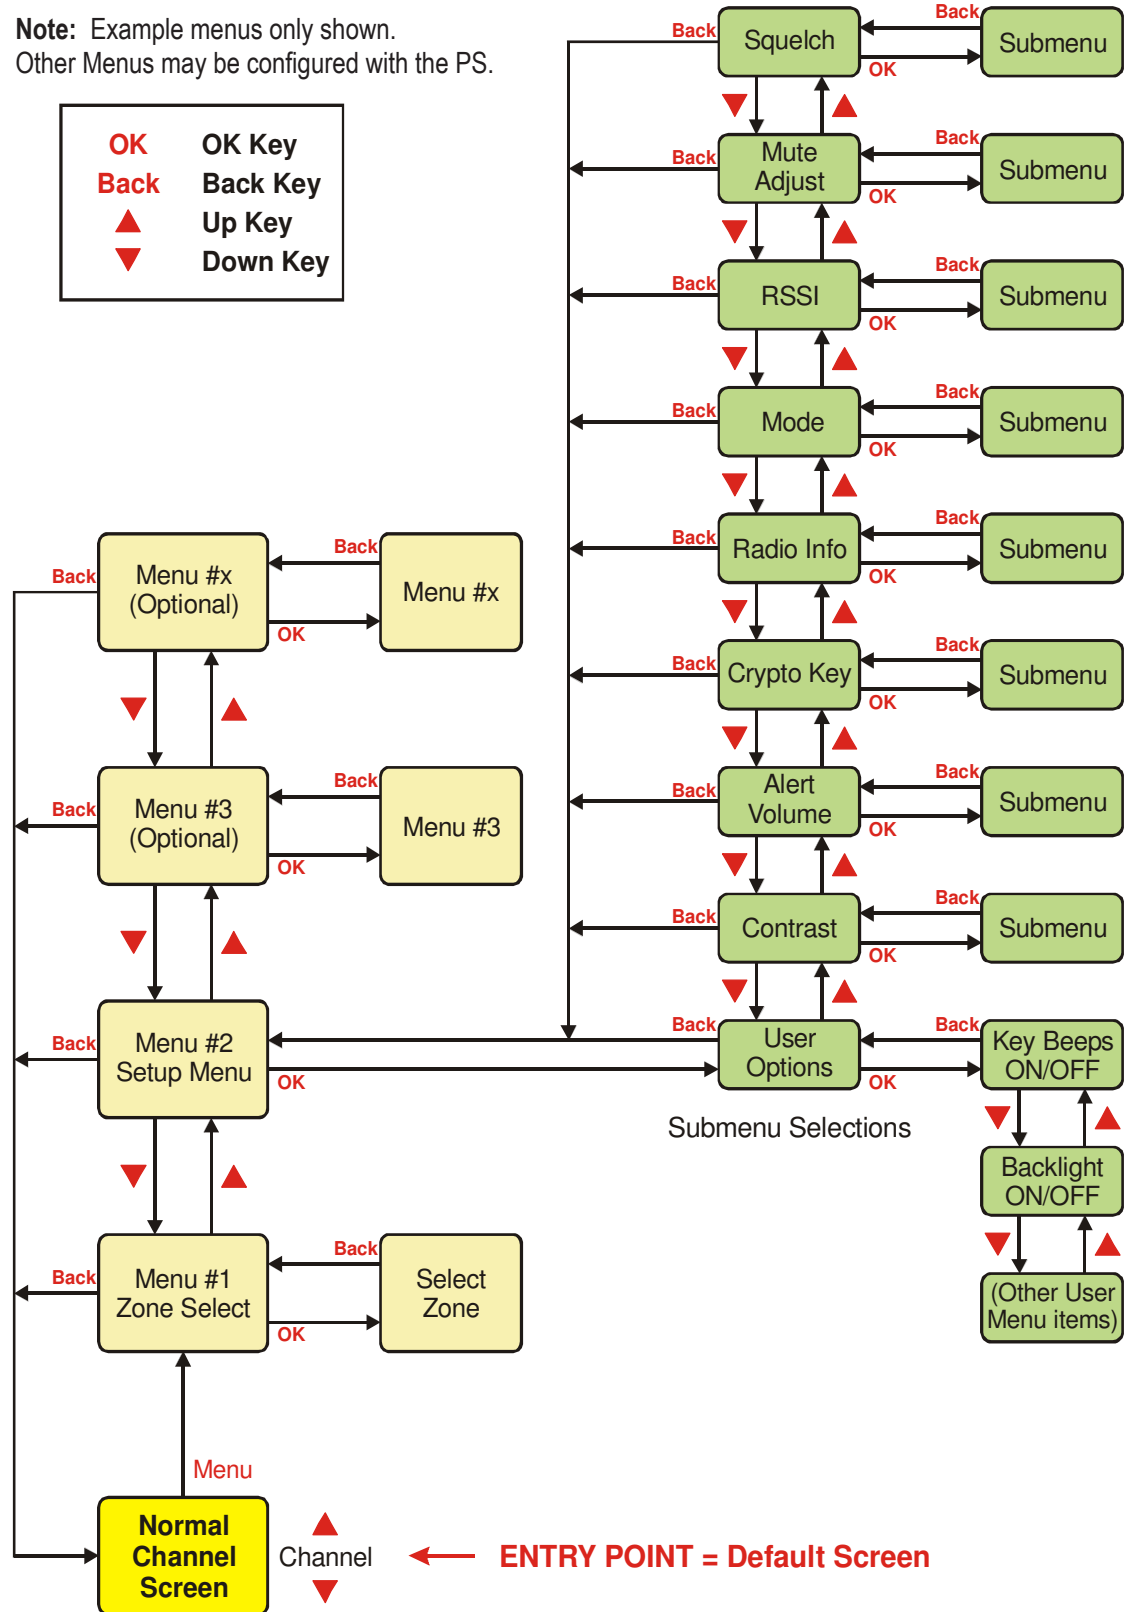 Note: Example menus only shown.
Other Menus may be configured with the PS.
OK OK Key
Back Back Key
Up Key
Down Key
Back
Squelch
Back
OK
Submenu
Back
Mute
Adjust
Back
OK
Submenu
Back
RSSI
Back
OK
Submenu
Back
Mode
Back
OK
Submenu
Back
Radio Info
Back
OK
Submenu
Back
Crypto Key
Back
OK
Submenu
Back
Alert
Volume
Back
OK
Submenu
Back
Contrast
Back
OK
Submenu
Back
User
Options
Back
OK
Key Beeps
ON/OFF
Backlight
ON/OFF
(Other User
Menu items)
Submenu Selections
Back
Menu #x
(Optional)
Back
OK
Menu #x
Back
Menu #3
(Optional)
Back
OK
Menu #3
Back
Menu #2
Setup Menu
OK
Back
Menu #1
Zone Select
Back
OK
Select
Zone
Menu
Normal
Channel
Screen
Channel
ENTRY POINT = Default Screen